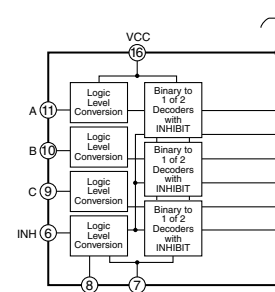 VCC
16
A 11
Logic
Level
Conversion
Binary to
1 of 2
Decoders
with
INHIBIT
B 10
Logic
Level
Conversion
Binary to
1 of 2
Decoders
with
INHIBIT
C 9
Logic
Level
Conversion
INH 6
Logic
Level
Conversion
Binary to
1 of 2
Decoders
with
INHIBIT
8
7